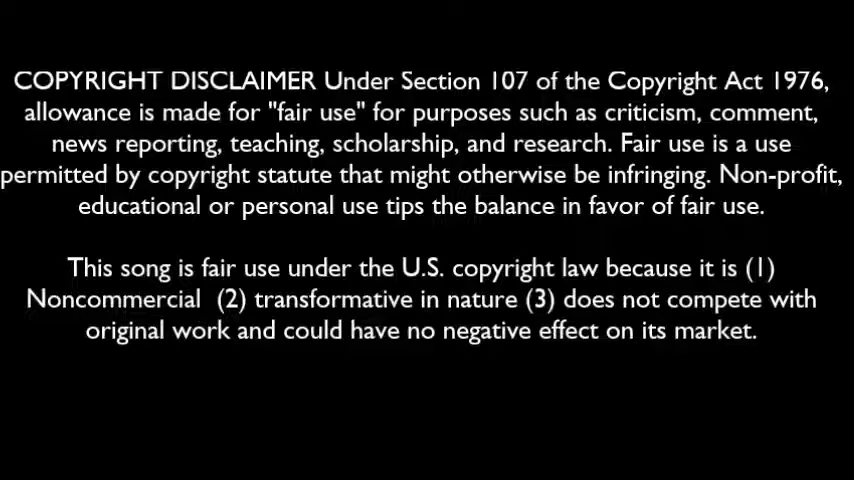 COPYRIGHT DISCLAIMER Under Section 107 of the Copyright Act 1976,
allowance is made for "fair use" for purposes such as criticism, comment,
news reporting, teaching, scholarship, and research. Fair use is a use
permitted by copyright statute that might otherwise be infringing. Non-profit,
educational or personal use tips the balance in favor of fair use.
This song is fair use under the U.S. copyright law because it is (1)
Noncommercial (2) transformative in nature (3) does not compete with
original work and could have no negative effect on its market.